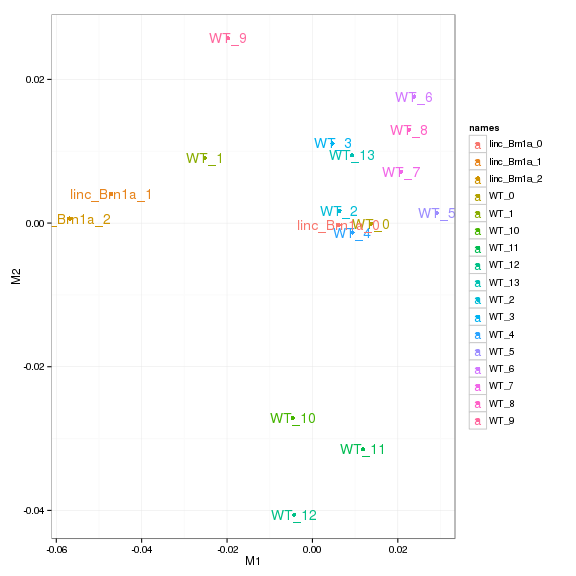 WT_9
0.02
WT_6
WT_8
WT_3
WT_13
WT_1
WT_7
linc_Brn1a_1
WT_2
WT_5
_Brn1a_2
0.00
linc_Brn1a_0
WT_0
WT_4
M2
-0.02
WT_10
WT_11
-0.04
WT_12
-0.06
-0.04
-0.02
0.00
0.02
M1
names
a linc_Brn1a_0
a linc_Brn1a_1
a linc_Brn1a_2
a WT_0
a WT_1
a WT_10
a WT_11
a WT_12
a WT_13
a WT_2
a WT_3
a WT_4
a WT_5
a WT_6
a WT_7
a WT_8
a WT_9